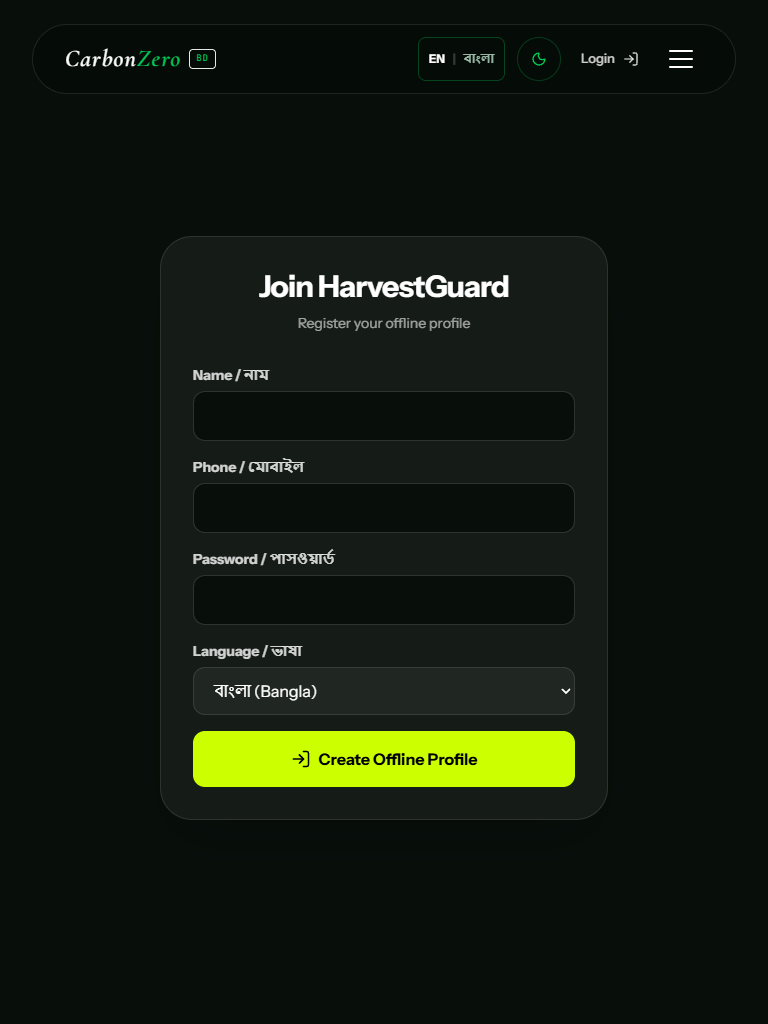 CarbonZero BD
EN | বাংলা
Login
Join HarvestGuard
Register your offline profile
Name / নাম
Phone / মোবাইল
Password / পাসওয়ার্ড
Language / ভাষা
বাংলা (Bangla)
Create Offline Profile